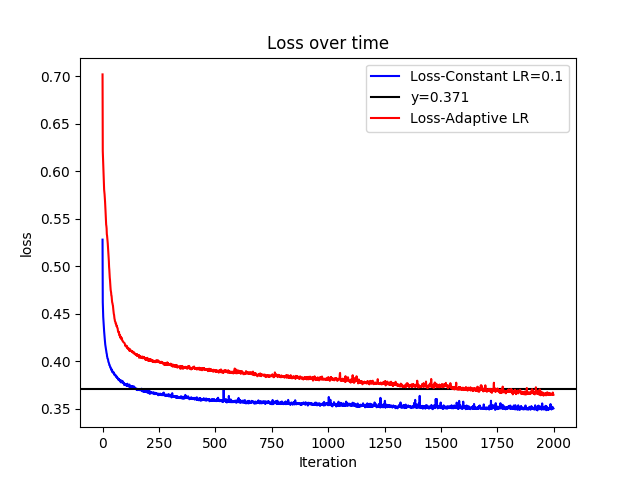 Loss over time
Loss-Constant LR=0.1
y=0.371
Loss-Adaptive LR
0.70
0.65
0.60
0.55
0.50
0.45
0.40
0.35
loss
0 250 500 750 1000 1250 1500 1750 2000
Iteration